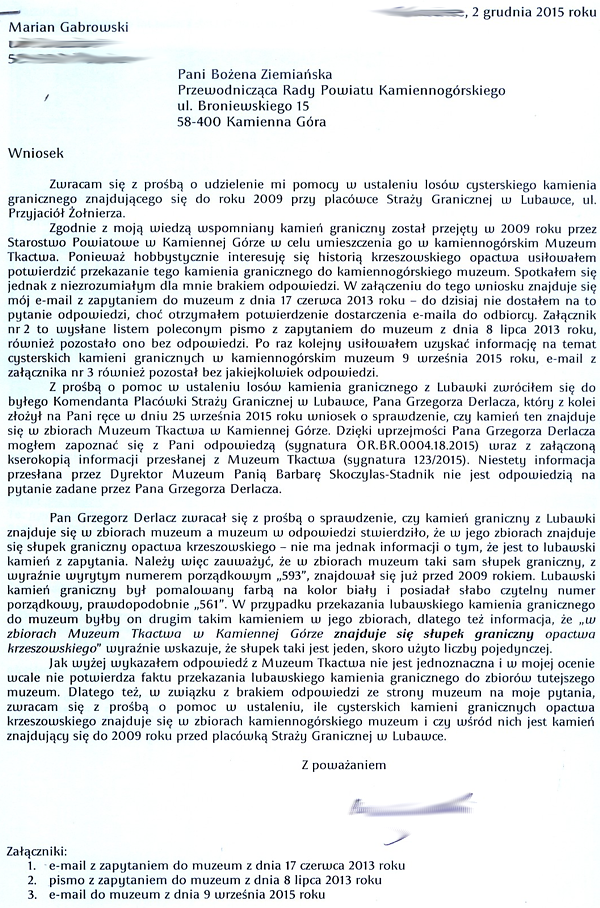 , 2 grudnia 2015 roku
Marian Gabrowski
5
Pani Bożena Ziemiańska
Przewodnicząca Rady Powiatu Kamiennogórskiego
ul. Broniewskiego 15
58-400 Kamienna Góra
Wniosek
Zwracam się z prośbą o udzielenie mi pomocy w ustaleniu losów cysterskiego kamienia
granicznego znajdującego się do roku 2009 przy placówce Straży Granicznej w Lubawce, ul.
Przyjaciół Żołnierza.
Zgodnie z moją wiedzą wspomniany kamień graniczny został przejęty w 2009 roku przez
Starostwo Powiatowe w Kamiennej Górze w celu umieszczenia go w kamiennogórskim Muzeum
Tkactwa. Ponieważ hobbystycznie interesuję się historią krzeszowskiego opactwa usiłowałem
potwierdzić przekazanie tego kamienia granicznego do kamiennogórskiego muzeum. Spotkałem się
jednak z niezrozumiałym dla mnie brakiem odpowiedzi. W załączeniu do tego wniosku znajduje się
mój e-mail z zapytaniem do muzeum z dnia 17 czerwca 2013 roku – do dzisiaj nie dostałem na to
pytanie odpowiedzi, choć otrzymałem potwierdzenie dostarczenia e-maila do odbiorcy. Załącznik
nr 2 to wysłane listem poleconym pismo z zapytaniem do muzeum z dnia 8 lipca 2013 roku,
również pozostało ono bez odpowiedzi. Po raz kolejny usiłowałem uzyskać informację na temat
cysterskich kamieni granicznych w kamiennogórskim muzeum 9 września 2015 roku, e-mail z
załącznika nr 3 również pozostał bez jakiejkolwiek odpowiedzi.
Z prośbą o pomoc w ustaleniu losów kamienia granicznego z Lubawki zwróciłem się do
byłego Komendanta Placówki Straży Granicznej w Lubawce, Pana Grzegorza Derlacza, który z kolei
złożył na Pani ręce w dniu 25 września 2015 roku wniosek o sprawdzenie, czy kamień ten znajduje
się w zbiorach Muzeum Tkactwa w Kamiennej Górze. Dzięki uprzejmości Pana Grzegorza Derlacza
mogłem zapoznać się z Pani odpowiedzą (sygnatura OR.BR.0004.18.2015) wraz z załączoną
kserokopią informacji przesłanej z Muzeum Tkactwa (sygnatura 123/2015). Niestety informacja
przesłana przez Dyrektor Muzeum Panią Barbarę Skoczylas-Stadnik nie jest odpowiedzią na
pytanie zadane przez Pana Grzegorza Derlacza.
Pan Grzegorz Derlacz zwracał się z prośbą o sprawdzenie, czy kamień graniczny z Lubawki
znajduje się w zbiorach muzeum a muzeum w odpowiedzi stwierdziło, że w jego zbiorach znajduje
się słupek graniczny opactwa krzeszowskiego – nie ma jednak informacji o tym, że jest to lubawski
kamień z zapytania. Należy więc zauważyć, że w zbiorach muzeum taki sam słupek graniczny, z
wyraźnie wyrytym numerem porządkowym „593”, znajdował się już przed 2009 rokiem. Lubawski
kamień graniczny był pomalowany farbą na kolor biały i posiadał słabo czytelny numer
porządkowy, prawdopodobnie „561”. W przypadku przekazania lubawskiego kamienia granicznego
do muzeum byłby on drugim takim kamieniem w jego zbiorach, dlatego też informacja, że „w
zbiorach Muzeum Tkactwa w Kamiennej Górze znajduje się słupek graniczny opactwa
krzeszowskiego” wyraźnie wskazuje, że słupek taki jest jeden, skoro użyto liczby pojedynczej.
Jak wyżej wykazałem odpowiedź z Muzeum Tkactwa nie jest jednoznaczna i w mojej ocenie
wcale nie potwierdza faktu przekazania lubawskiego kamienia granicznego do zbiorów tutejszego
muzeum. Dlatego też, w związku z brakiem odpowiedzi ze strony muzeum na moje pytania,
zwracam się z prośbą o pomoc w ustaleniu, ile cysterskich kamieni granicznych opactwa
krzeszowskiego znajduje się w zbiorach kamiennogórskiego muzeum i czy wśród nich jest kamień
znajdujący się do 2009 roku przed placówką Straży Granicznej w Lubawce.
Z poważaniem
Załączniki:
1. e-mail z zapytaniem do muzeum z dnia 17 czerwca 2013 roku
2. pismo z zapytaniem do muzeum z dnia 8 lipca 2013 roku
3. e-mail do muzeum z dnia 9 września 2015 roku